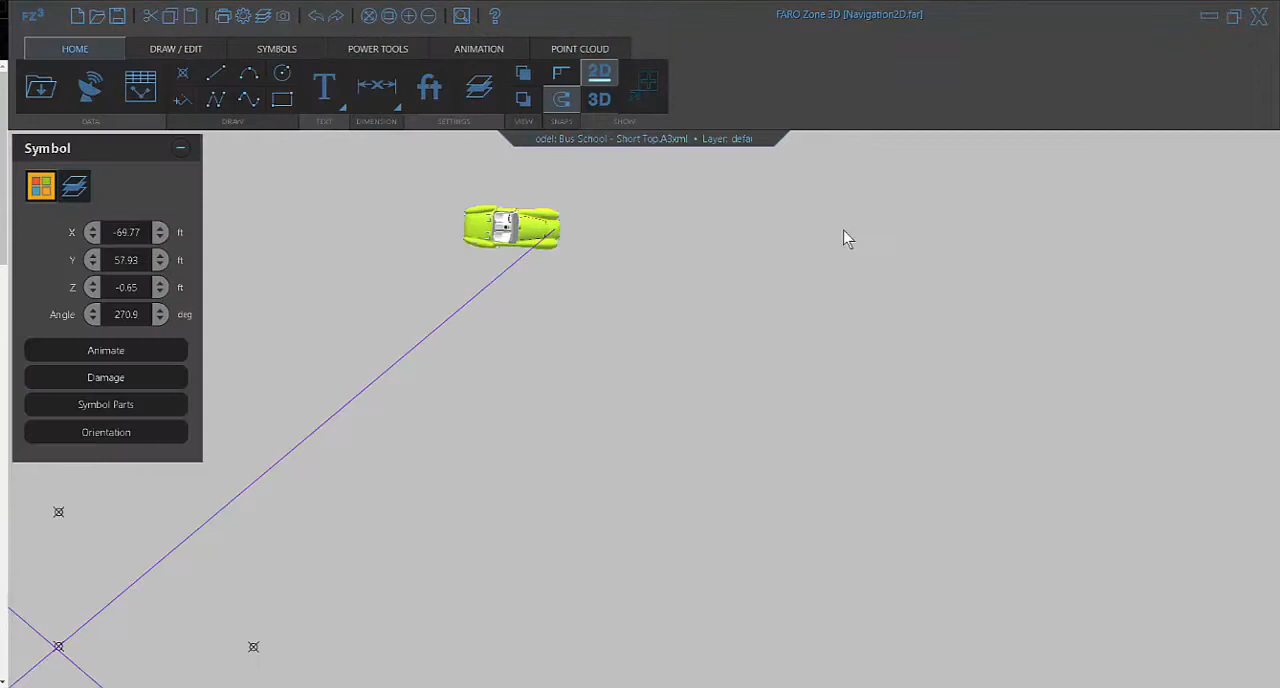 FZ3
FARO Zone 3D [Navigation2D.far]
HOME
DRAW / EDIT
SYMBOLS
POWER TOOLS
ANIMATION
POINT CLOUD
T
ft
2D
3D
DATA
DRAW
TEXT
DIMENSION
SETTINGS
VIEW
SNAPS
SHOW
odel: Bus School - Short Top.A3xml • Layer: defau
Symbol
X -69.77 ft
Y 57.93 ft
Z -0.65 ft
Angle 270.9 deg
Animate
Damage
Symbol Parts
Orientation